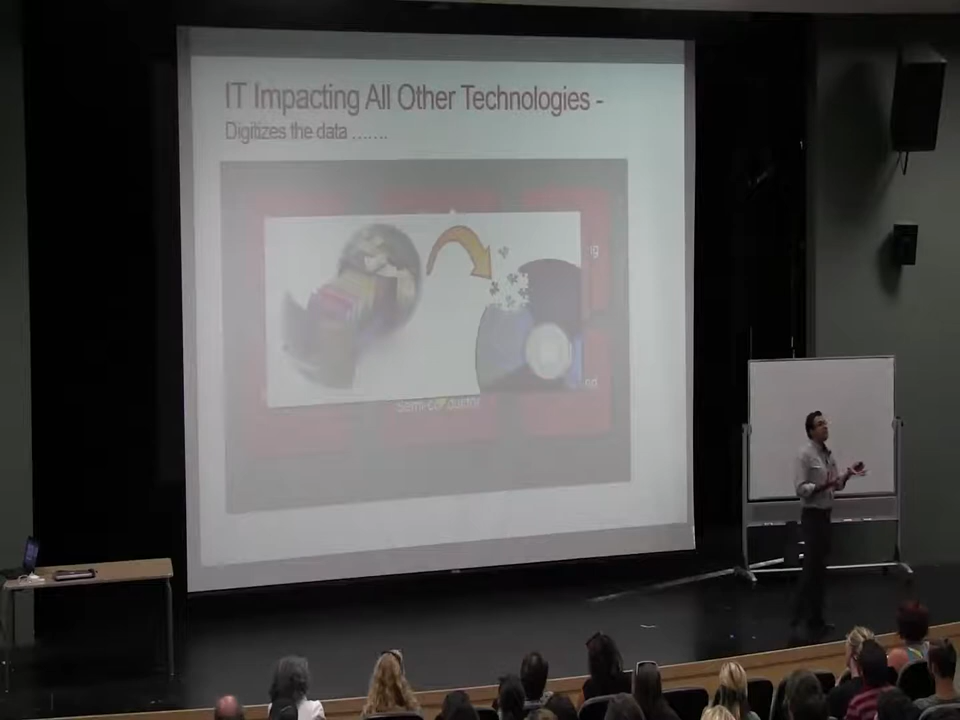 IT Impacting All Other Technologies -
Digitizes the data .......